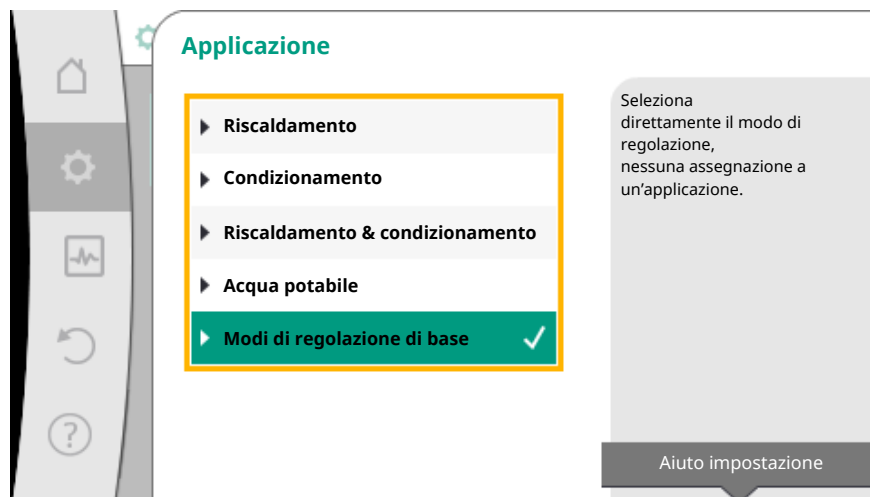 Applicazione
Riscaldamento
Condizionamento
Riscaldamento & condizionamento
Acqua potabile
Modi di regolazione di base
Seleziona
direttamente il modo di
regolazione,
nessuna assegnazione a
un'applicazione.
Aiuto impostazione
?